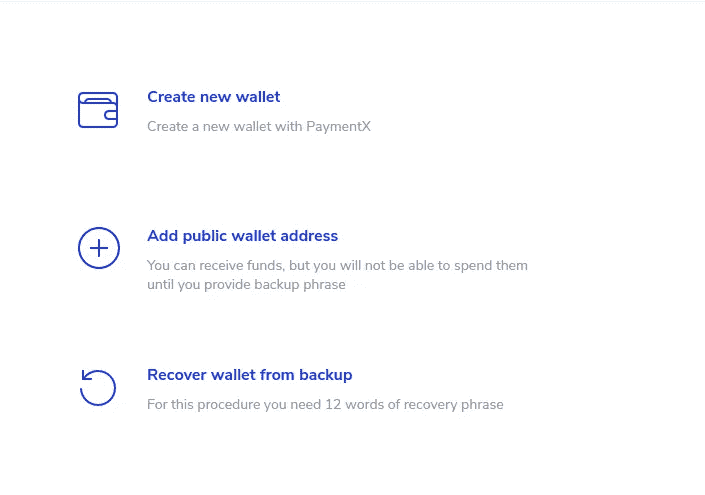 Create new wallet
Create a new wallet with PaymentX
Add public wallet address
You can receive funds, but you will not be able to spend them
until you provide backup phrase
Recover wallet from backup
For this procedure you need 12 words of recovery phrase